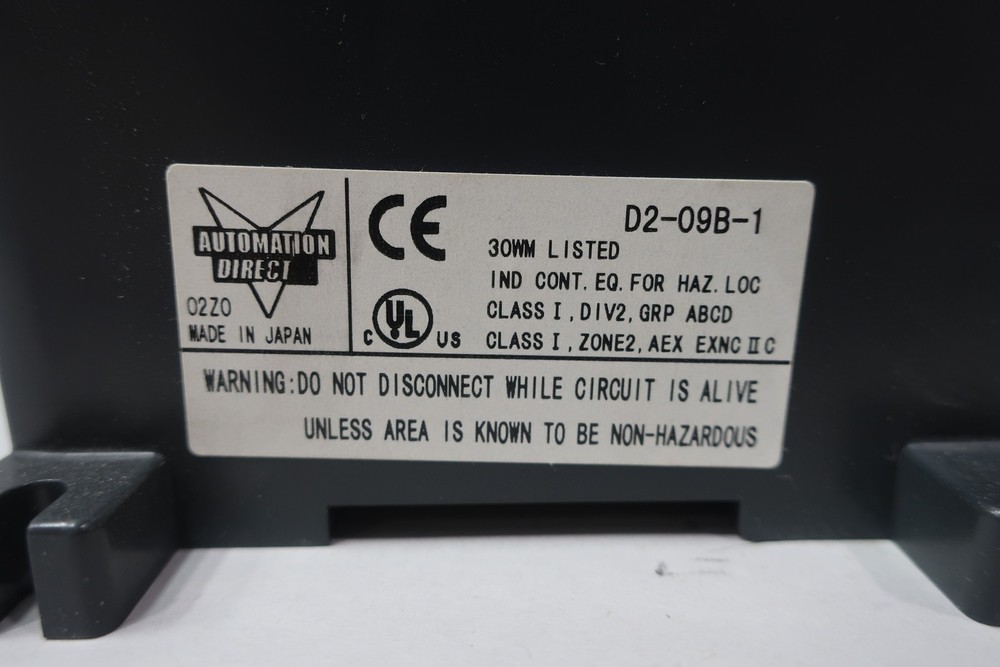 AUTOMATION
DIRECT
02Z0
MADE IN JAPAN
CE
C UL US
D2-09B-1
30WM LISTED
IND CONT. EQ. FOR HAZ. LOC
CLASS I, DIV2, GRP ABCD
CLASS I, ZONE2, AEX EXNC II C
WARNING:DO NOT DISCONNECT WHILE CIRCUIT IS ALIVE
UNLESS AREA IS KNOWN TO BE NON-HAZARDOUS